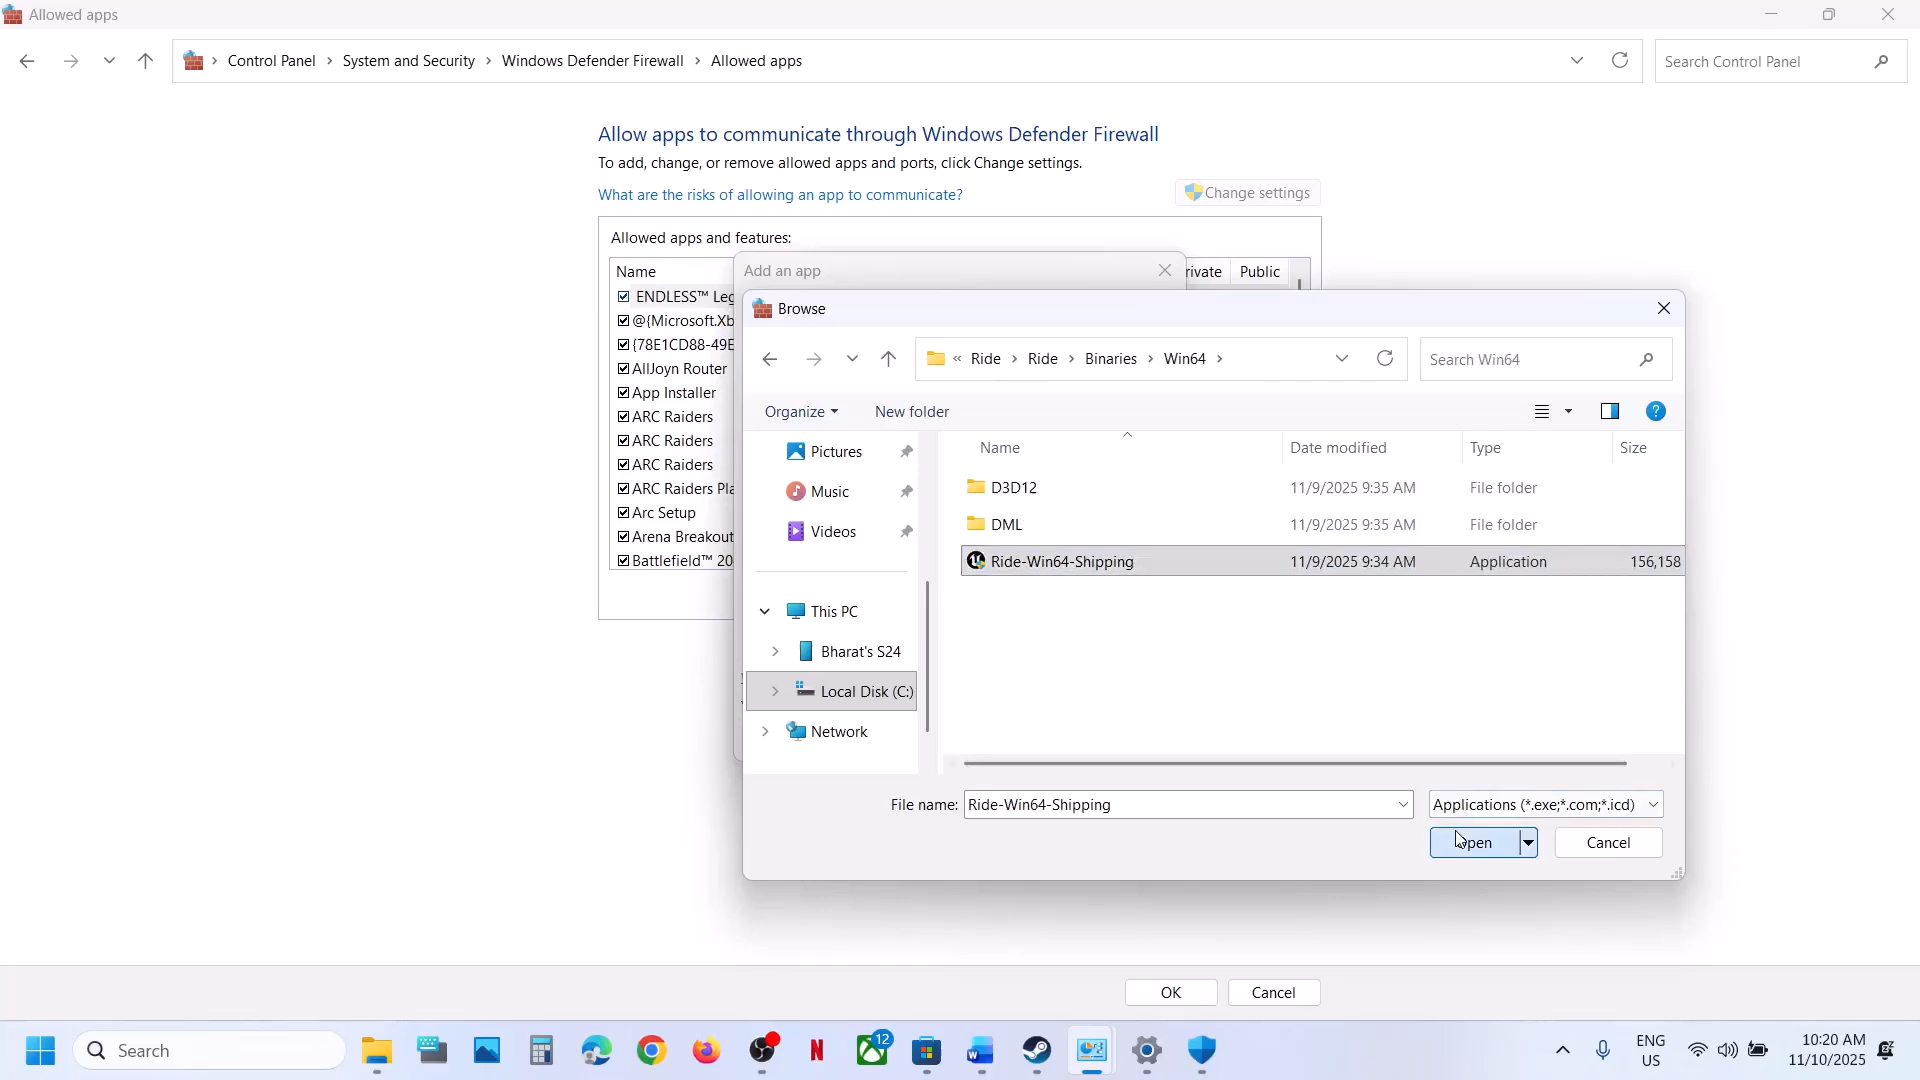 Allowed apps
Control Panel > System and Security > Windows Defender Firewall > Allowed apps
Search Control Panel
Allow apps to communicate through Windows Defender Firewall
To add, change, or remove allowed apps and ports, click Change settings.
What are the risks of allowing an app to communicate?
Change settings
Allowed apps and features:
Name
rivate Public
ENDLESS™ Leg
@{Microsoft.Xb
{78E1CD88-49E
AllJoyn Router
App Installer
ARC Raiders
ARC Raiders
ARC Raiders
ARC Raiders Pla
Arc Setup
Arena Breakout
Battlefield™ 20
Add an app
Browse
« Ride > Ride > Binaries > Win64 >
Search Win64
Organize New folder
Pictures
Music
Videos
This PC
Bharat's S24
Local Disk (C:)
Network
Name Date modified Type Size
D3D12 11/9/2025 9:35 AM File folder
DML 11/9/2025 9:35 AM File folder
Ride-Win64-Shipping 11/9/2025 9:34 AM Application 156,158
File name: Ride-Win64-Shipping Applications (*.exe;*.com;*.icd)
pen Cancel
OK Cancel
Search
12
ENG
US
10:20 AM
11/10/2025